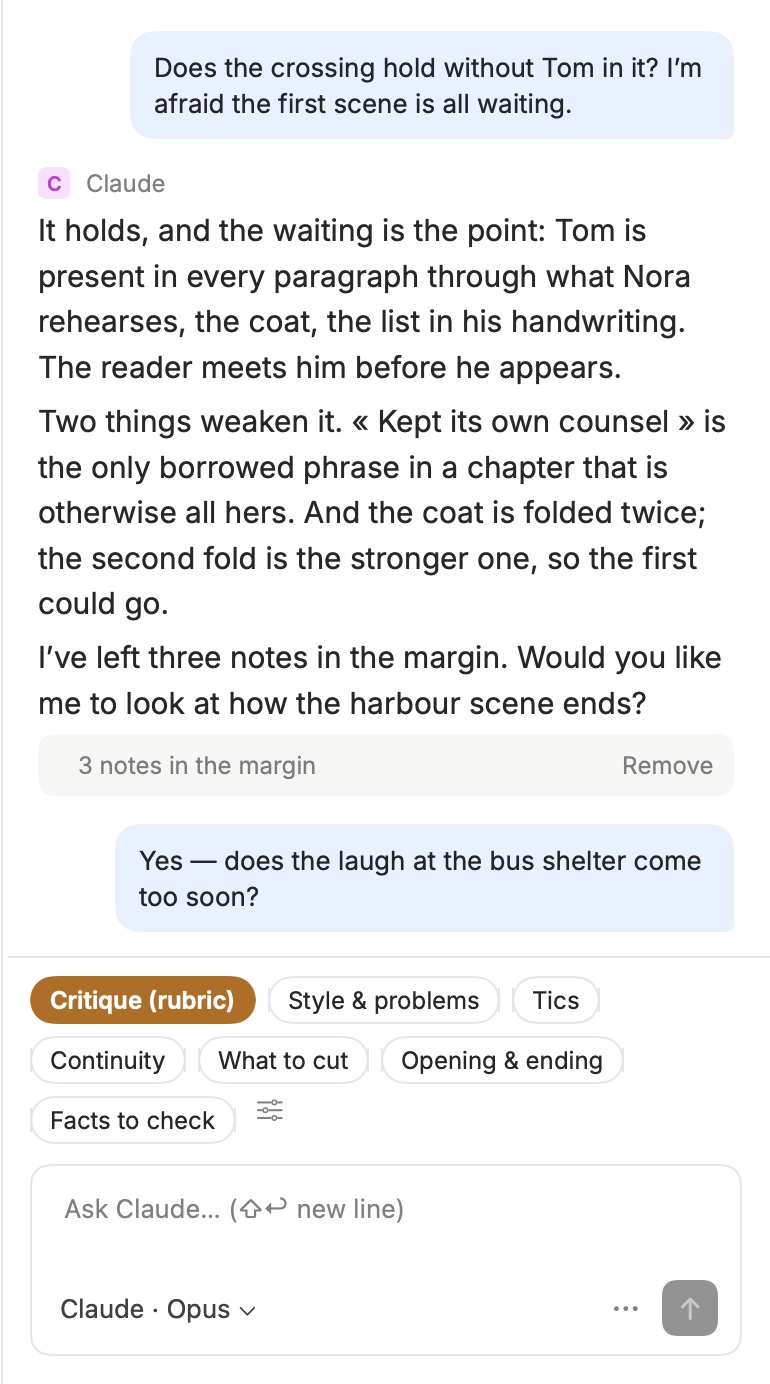 Does the crossing hold without Tom in it? I’m
afraid the first scene is all waiting.
C Claude
It holds, and the waiting is the point: Tom is
present in every paragraph through what Nora
rehearses, the coat, the list in his handwriting.
The reader meets him before he appears.
Two things weaken it. « Kept its own counsel » is
the only borrowed phrase in a chapter that is
otherwise all hers. And the coat is folded twice;
the second fold is the stronger one, so the first
could go.
I’ve left three notes in the margin. Would you like
me to look at how the harbour scene ends?
3 notes in the margin Remove
Yes — does the laugh at the bus shelter come
too soon?
Critique (rubric) Style & problems Tics
Continuity What to cut Opening & ending
Facts to check
Ask Claude... (⇧↩ new line)
Claude · Opus